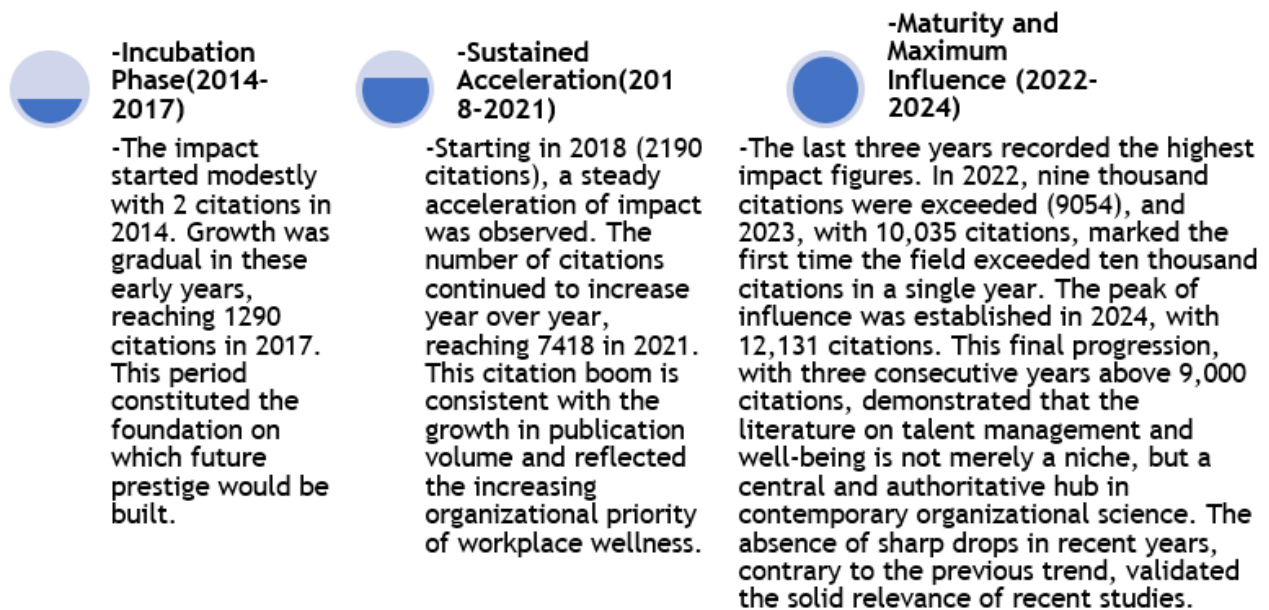 -Incubation
Phase(2014-
2017)
-The impact
started modestly
with 2 citations in
2014. Growth was
gradual in these
early years,
reaching 1290
citations in 2017.
This period
constituted the
foundation on
which future
prestige would be
built.
-Sustained
Acceleration(201
8-2021)
-Starting in 2018 (2190
citations), a steady
acceleration of impact
was observed. The
number of citations
continued to increase
year over year,
reaching 7418 in 2021.
This citation boom is
consistent with the
growth in publication
volume and reflected
the increasing
organizational priority
of workplace wellness.
-Maturity and
Maximum
Influence (2022-
2024)
-The last three years recorded the highest
impact figures. In 2022, nine thousand
citations were exceeded (9054), and
2023, with 10,035 citations, marked the
first time the field exceeded ten thousand
citations in a single year. The peak of
influence was established in 2024, with
12,131 citations. This final progression,
with three consecutive years above 9,000
citations, demonstrated that the
literature on talent management and
well-being is not merely a niche, but a
central and authoritative hub in
contemporary organizational science. The
absence of sharp drops in recent years,
contrary to the previous trend, validated
the solid relevance of recent studies.